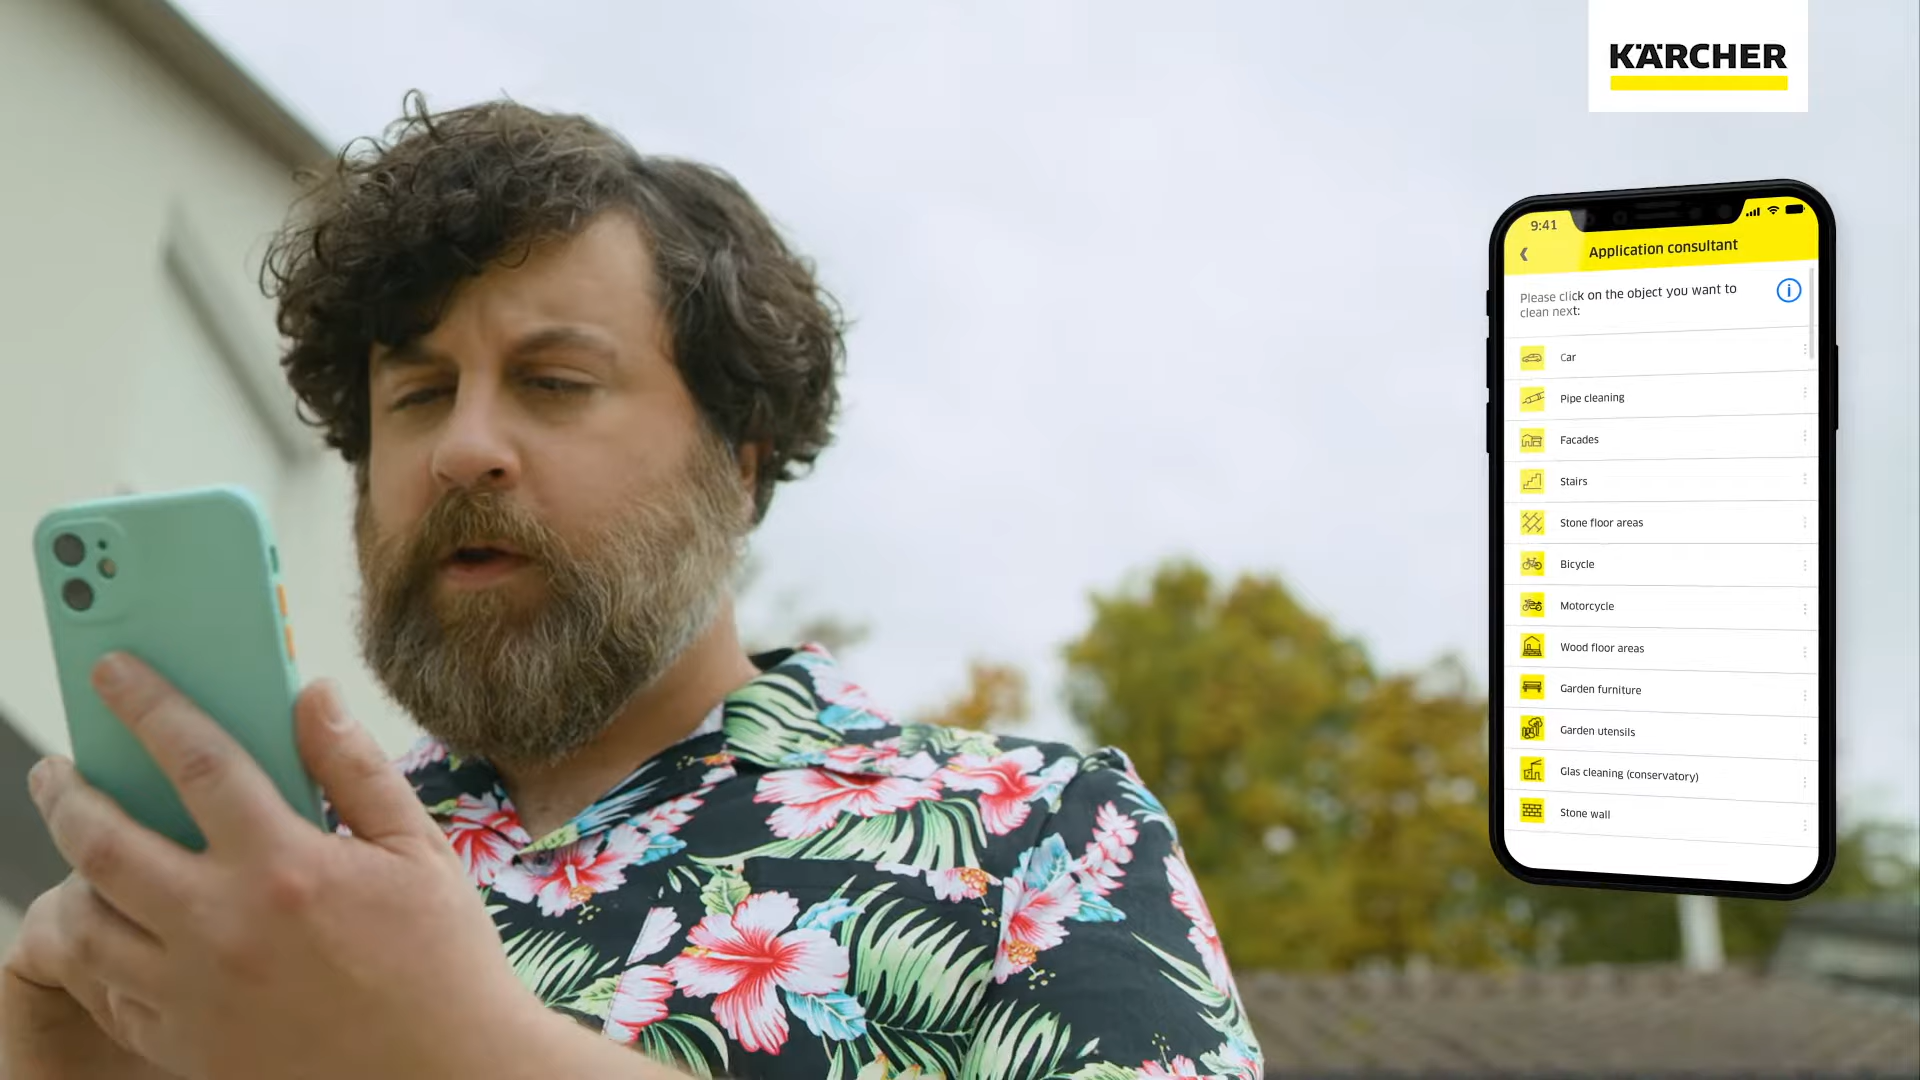 KÄRCHER
9:41
Application consultant
Please click on the object you want to
clean next:
Car
Pipe cleaning
Facades
Stairs
Stone floor areas
Bicycle
Motorcycle
Wood floor areas
Garden furniture
Garden utensils
Glas cleaning (conservatory)
Stone wall